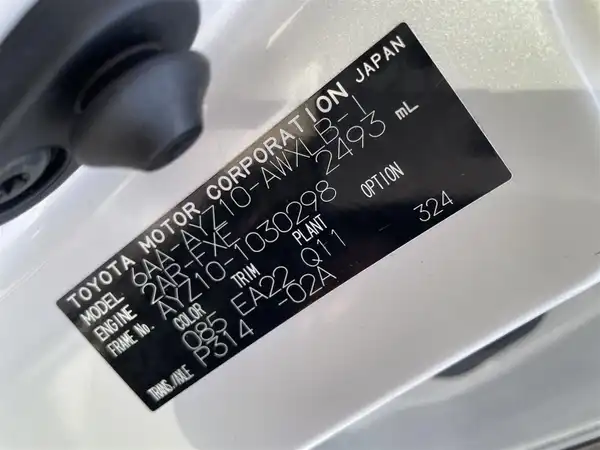 TOYOTA MOTOR CORPORATION JAPAN
MODEL 6AA-AYZ10-AWXLB-1
ENGINE 2AR-FXE 2493 mL
FRAME No. AYZ10-1030298
COLOR TRIM PLANT OPTION
085 EA22 Q11 324
TRANS./AXLE P314 -02A